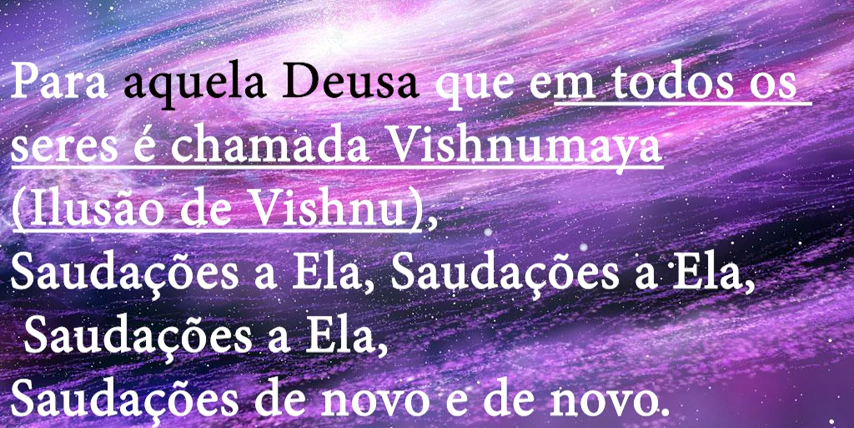 Para aquela Deusa que em todos os
seres é chamada Vishnumaya
(Ilusão de Vishnu),
Saudações a Ela, Saudações a Ela,
Saudações a Ela,
Saudações de novo e de novo.